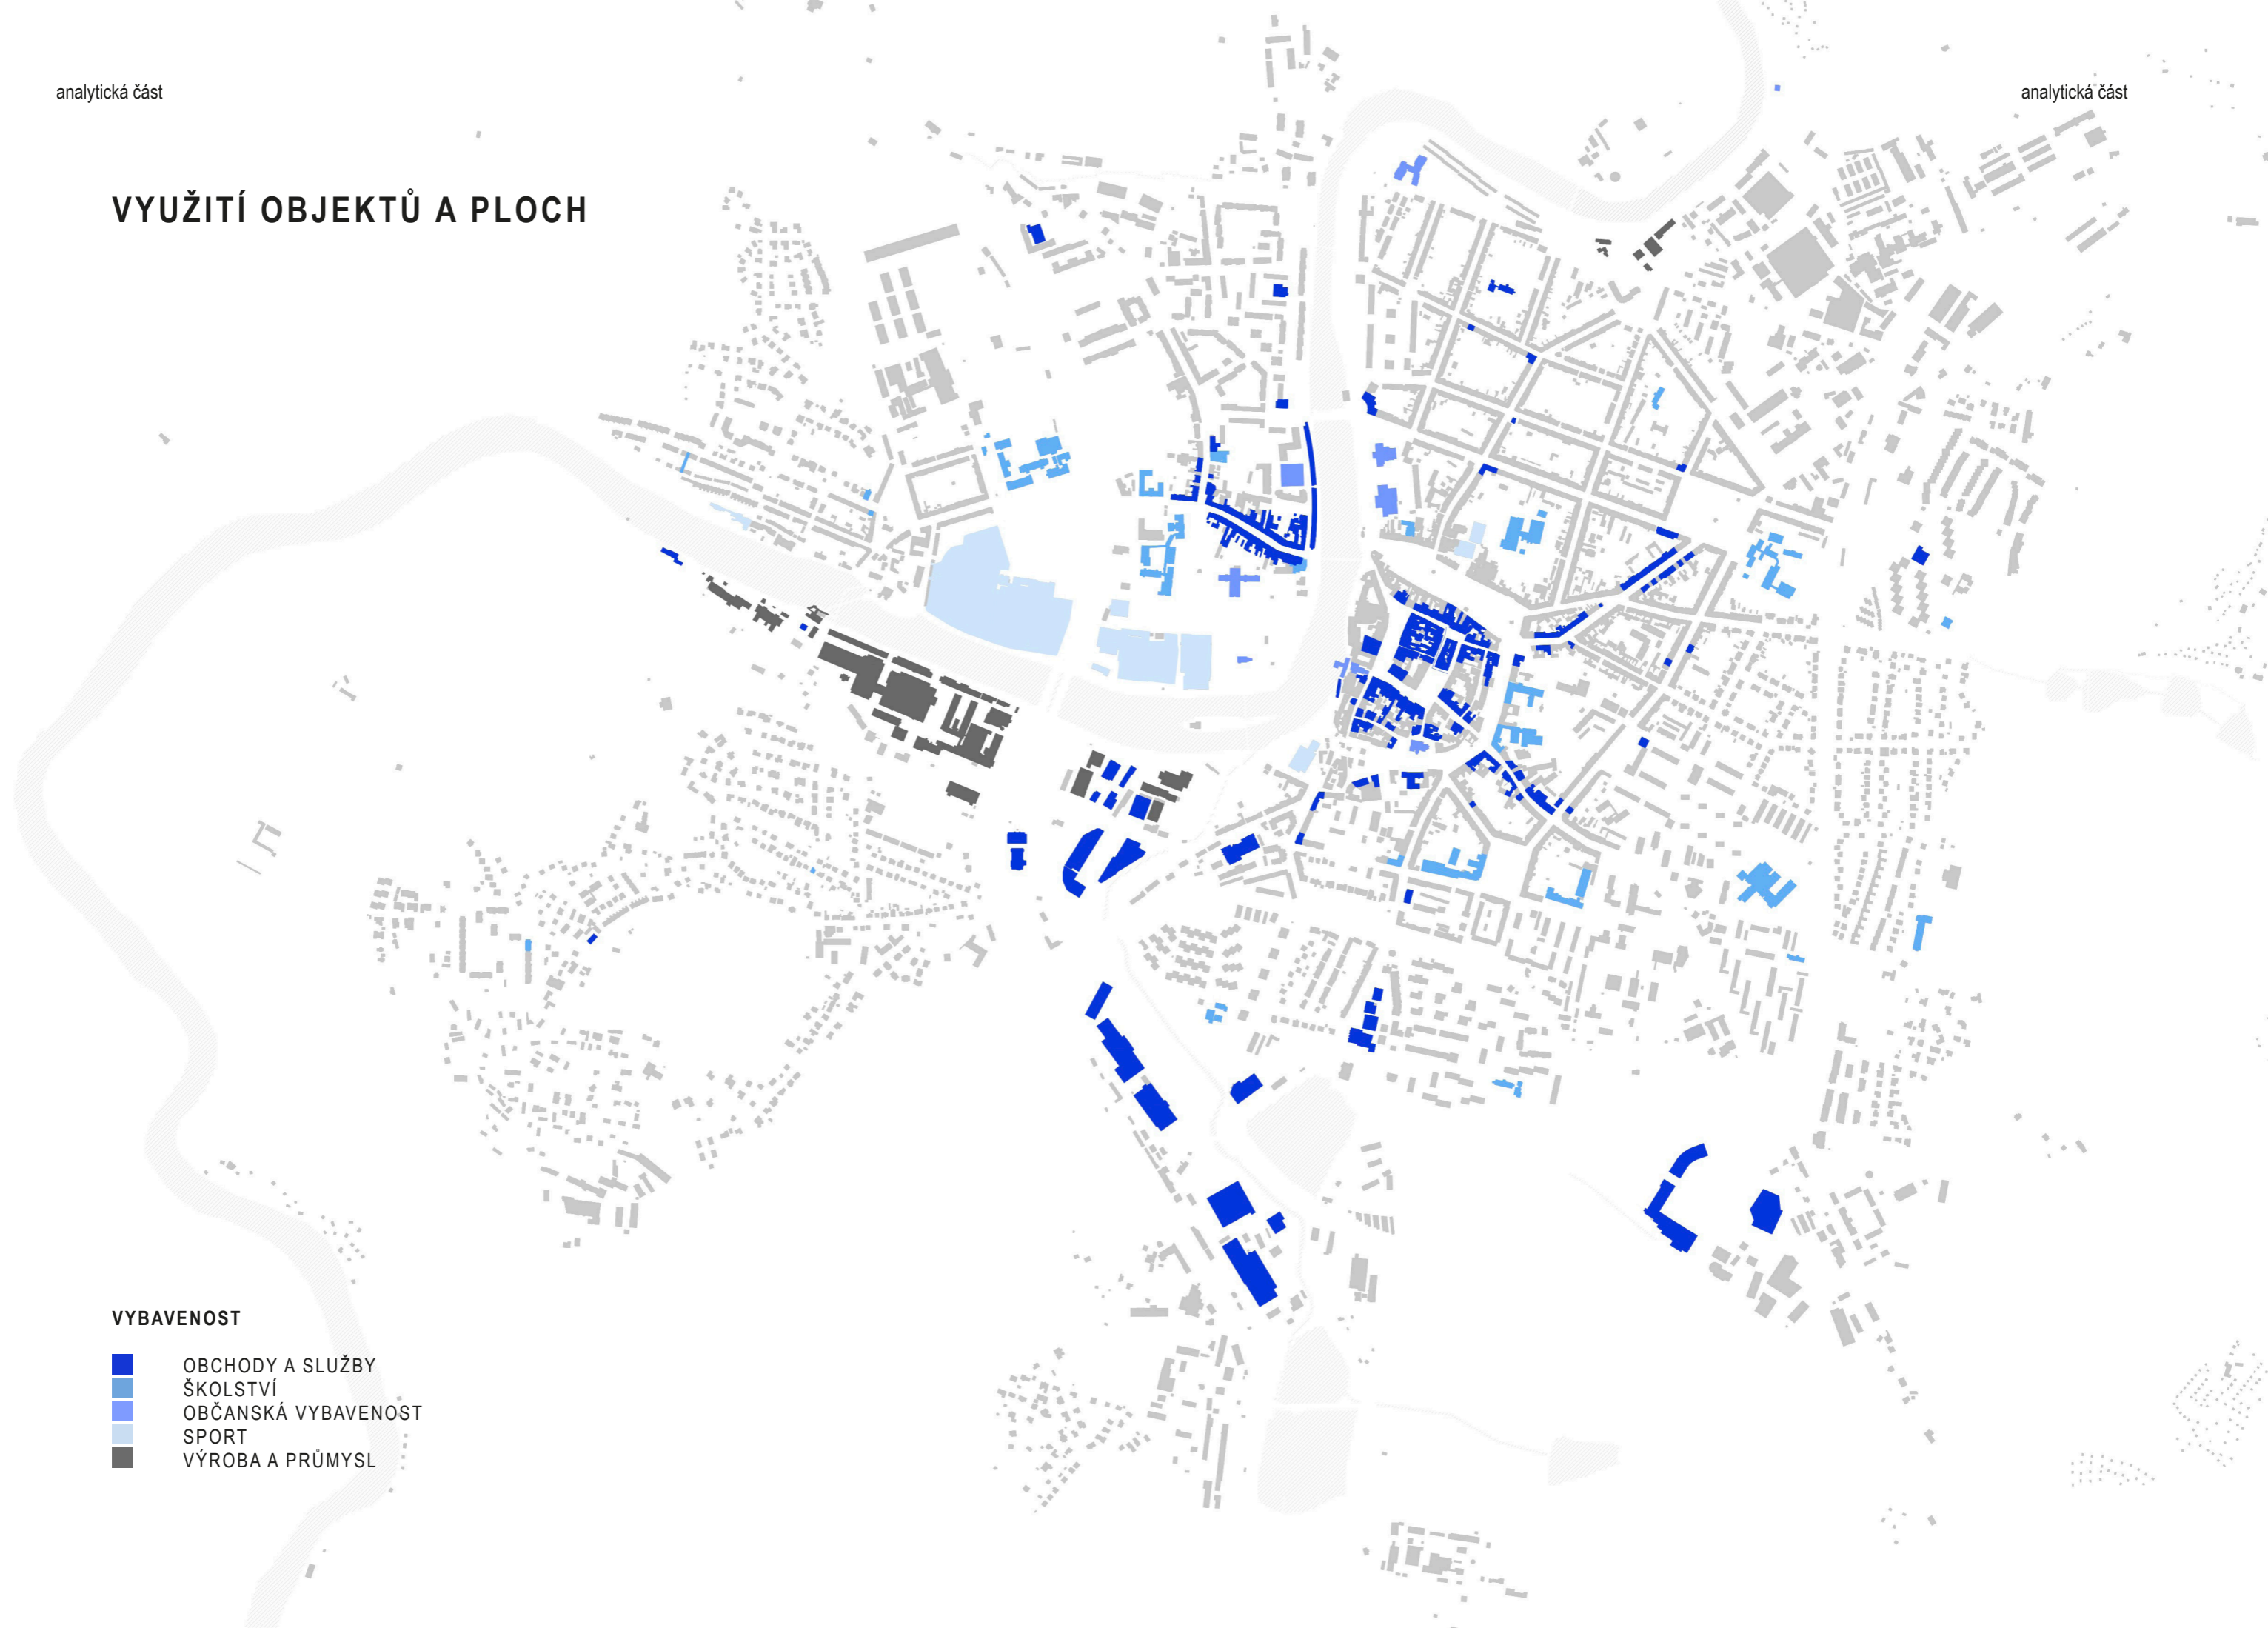 analytická část
analytická část
VYUŽITÍ OBJEKTŮ A PLOCH
VYBAVENOST
OBCHODY A SLUŽBY
ŠKOLSTVÍ
OBČANSKÁ VYBAVENOST
SPORT
VÝROBA A PRŮMYSL